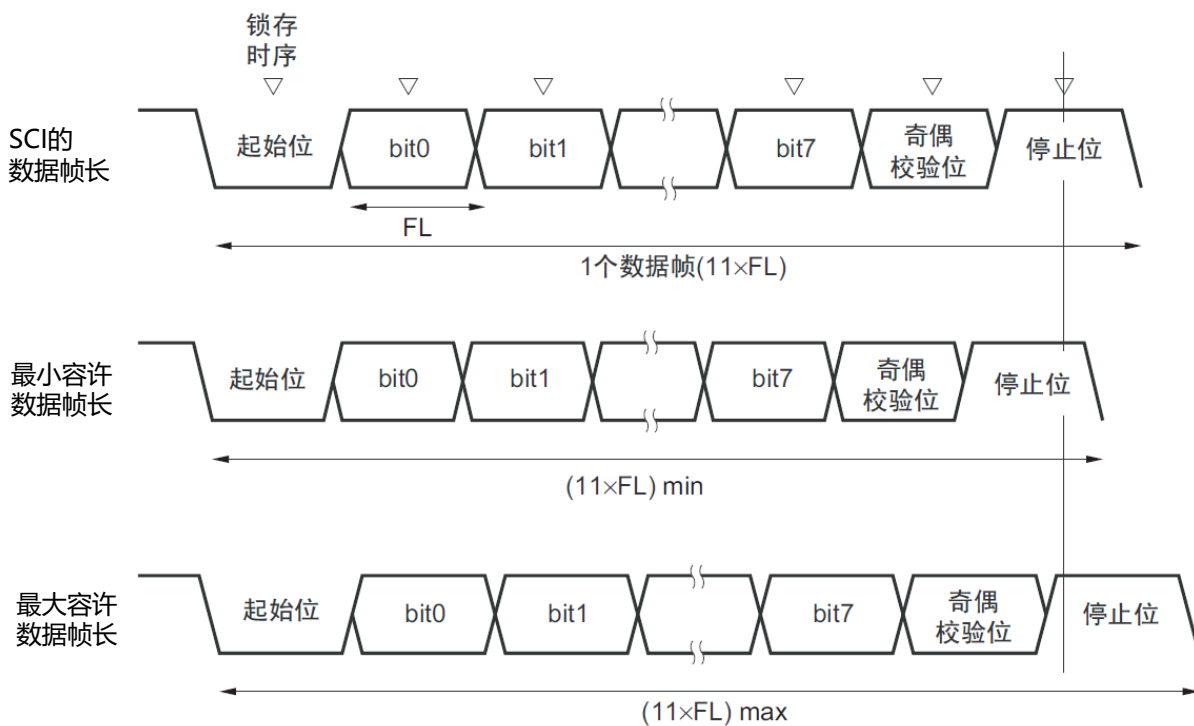 锁存
时序
SCI的
数据帧长
起始位
bit0
bit1
bit7
奇偶
校验位
停止位
FL
1个数据帧(11×FL)
最小容许
数据帧长
起始位
bit0
bit1
bit7
奇偶
校验位
停止位
(11×FL) min
最大容许
数据帧长
起始位
bit0
bit1
bit7
奇偶
校验位
停止位
(11×FL) max